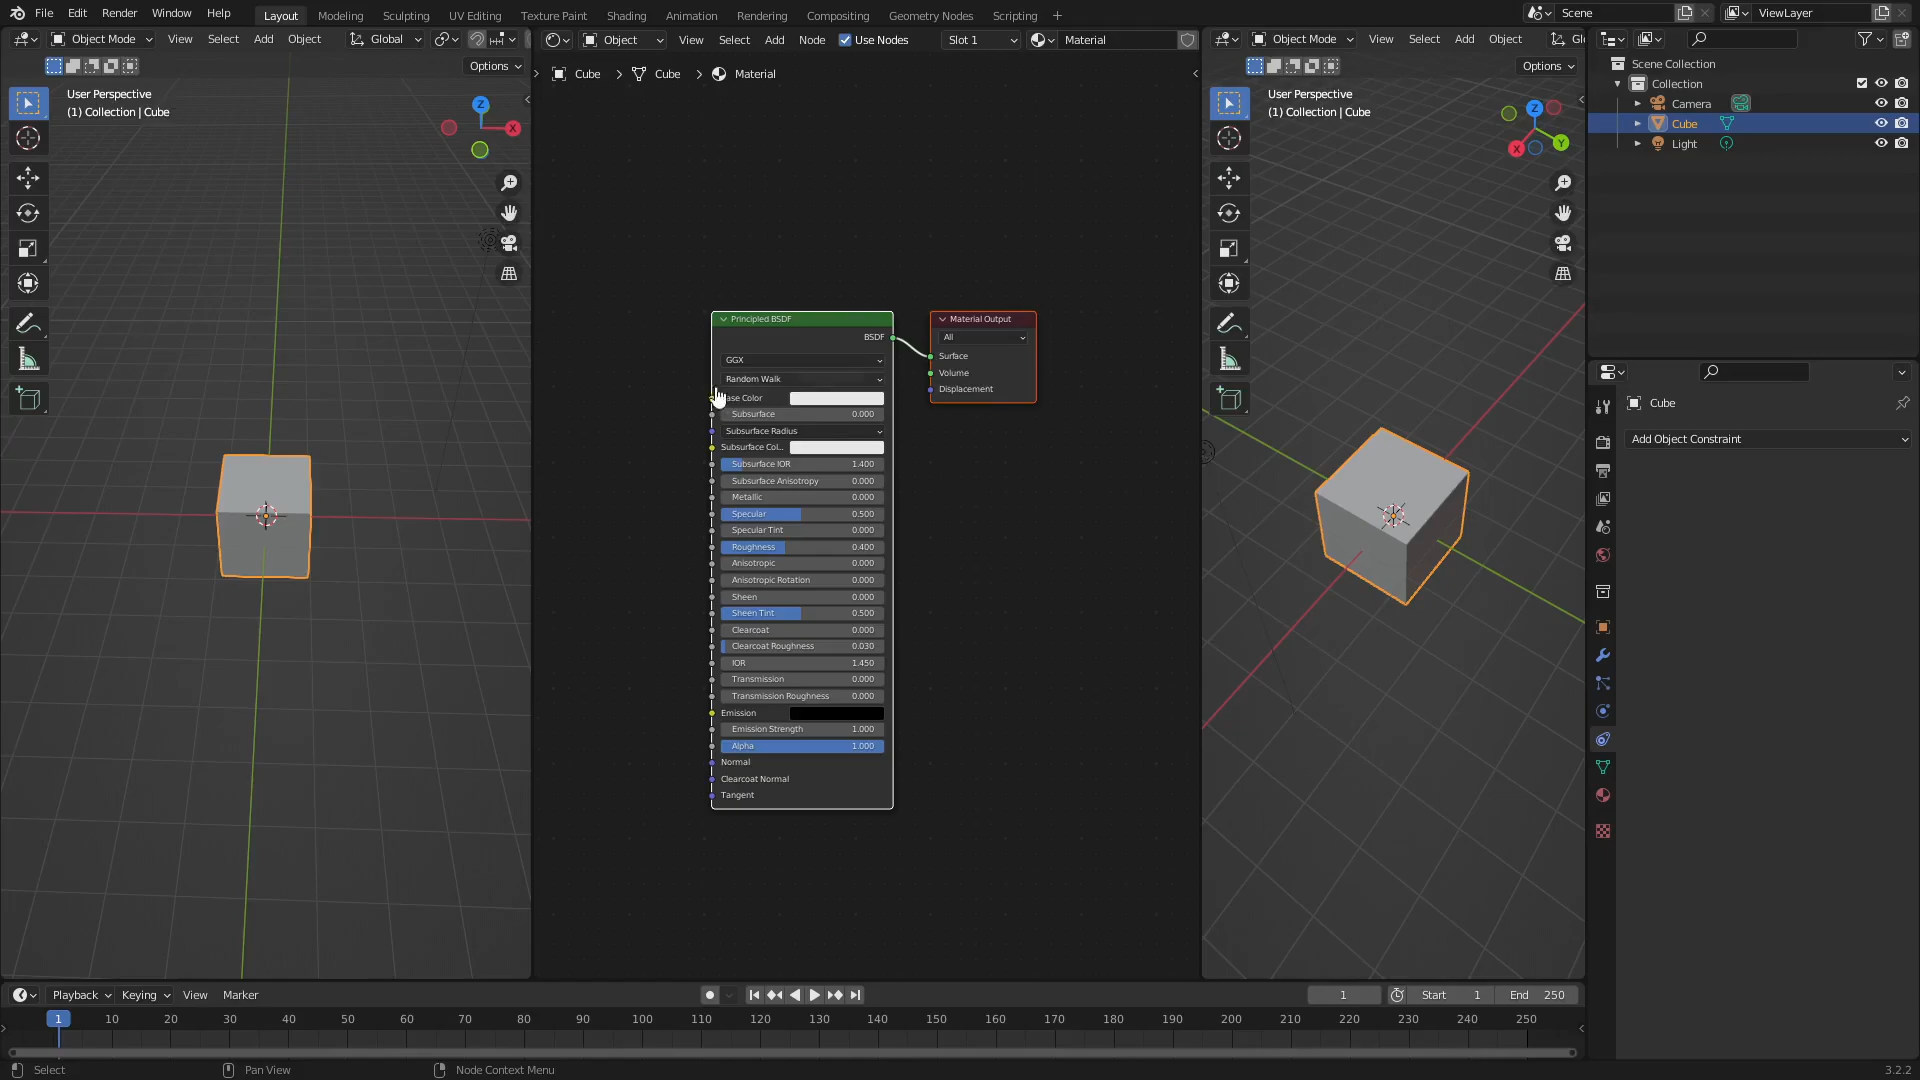 File Edit Render Window Help Layout Modeling Sculpting UV Editing Texture Paint Shading Animation Rendering Compositing Geometry Nodes Scripting + Scene ViewLayer
Object Mode View Select Add Object Global
Object View Select Add Node Use Nodes Slot 1 Material
Object Mode View Select Add Object
Options
Cube > Cube > Material
Options
User Perspective
(1) Collection | Cube
Z
X
User Perspective
(1) Collection | Cube
Z
Y
X
Scene Collection
Collection
Camera
Cube
Light
Principled BSDF
BSDF
GGX
Random Walk
Base Color
Subsurface 0.000
Subsurface Radius
Subsurface Col...
Subsurface IOR 1.400
Subsurface Anisotropy 0.000
Metallic 0.000
Specular 0.500
Specular Tint 0.000
Roughness 0.400
Anisotropic 0.000
Anisotropic Rotation 0.000
Sheen 0.000
Sheen Tint 0.500
Clearcoat 0.000
Clearcoat Roughness 0.030
IOR 1.450
Transmission 0.000
Transmission Roughness 0.000
Emission
Emission Strength 1.000
Alpha 1.000
Normal
Clearcoat Normal
Tangent
Material Output
All
Surface
Volume
Displacement
Cube
Add Object Constraint
Playback Keying View Marker 1 Start 1 End 250
1 10 20 30 40 50 60 70 80 90 100 110 120 130 140 150 160 170 180 190 200 210 220 230 240 250
Select Pan View Node Context Menu 3.2.2